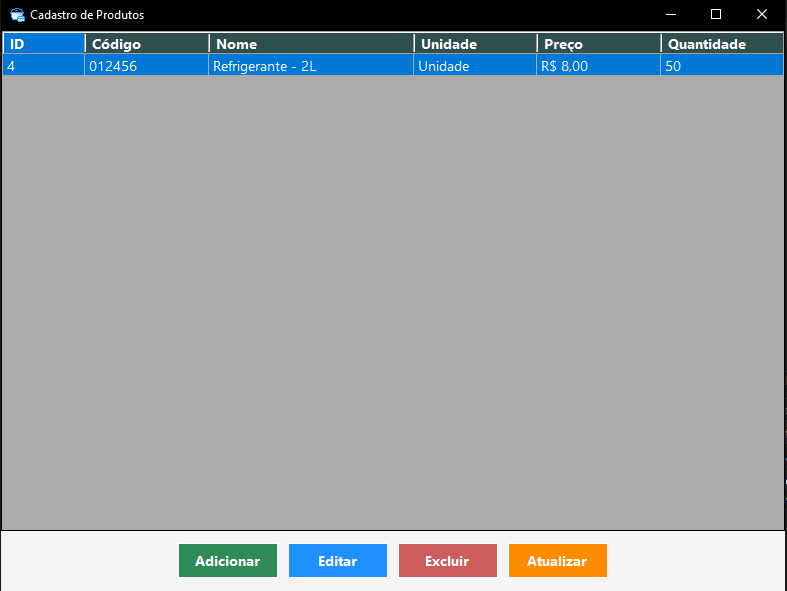 Cadastro de Produtos
ID Código Nome Unidade Preço Quantidade
4 012456 Refrigerante - 2L Unidade R$ 8,00 50
Adicionar Editar Excluir Atualizar